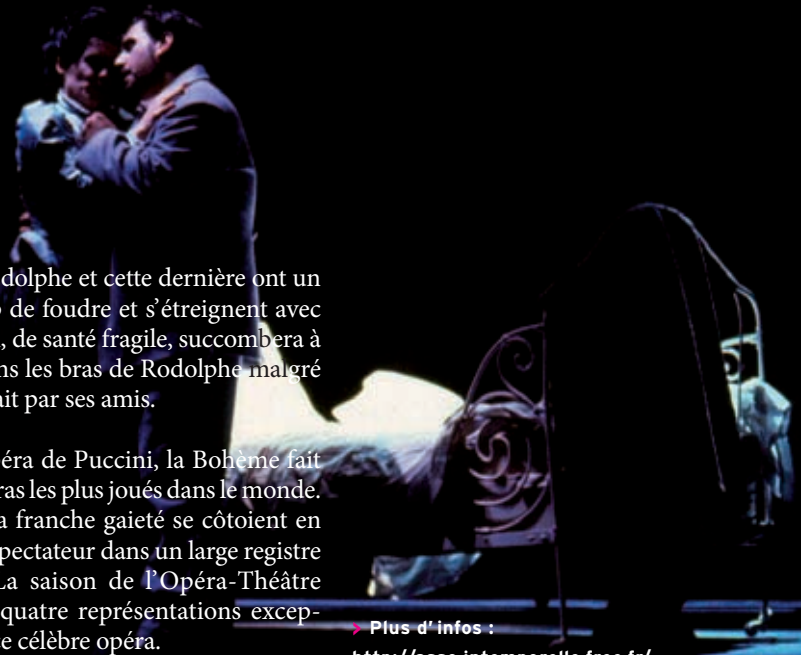 dolphe et cette dernière ont un
de foudre et s’étreignent avec
, de santé fragile, succombera à
ns les bras de Rodolphe malgré
ait par ses amis.
éra de Puccini, la Bohème fait
ras les plus joués dans le monde.
a franche gaieté se côtoient en
pectateur dans un large registre
La saison de l’Opéra-Théâtre
quatre représentations excep-
e célèbre opéra.
> Plus d’infos :